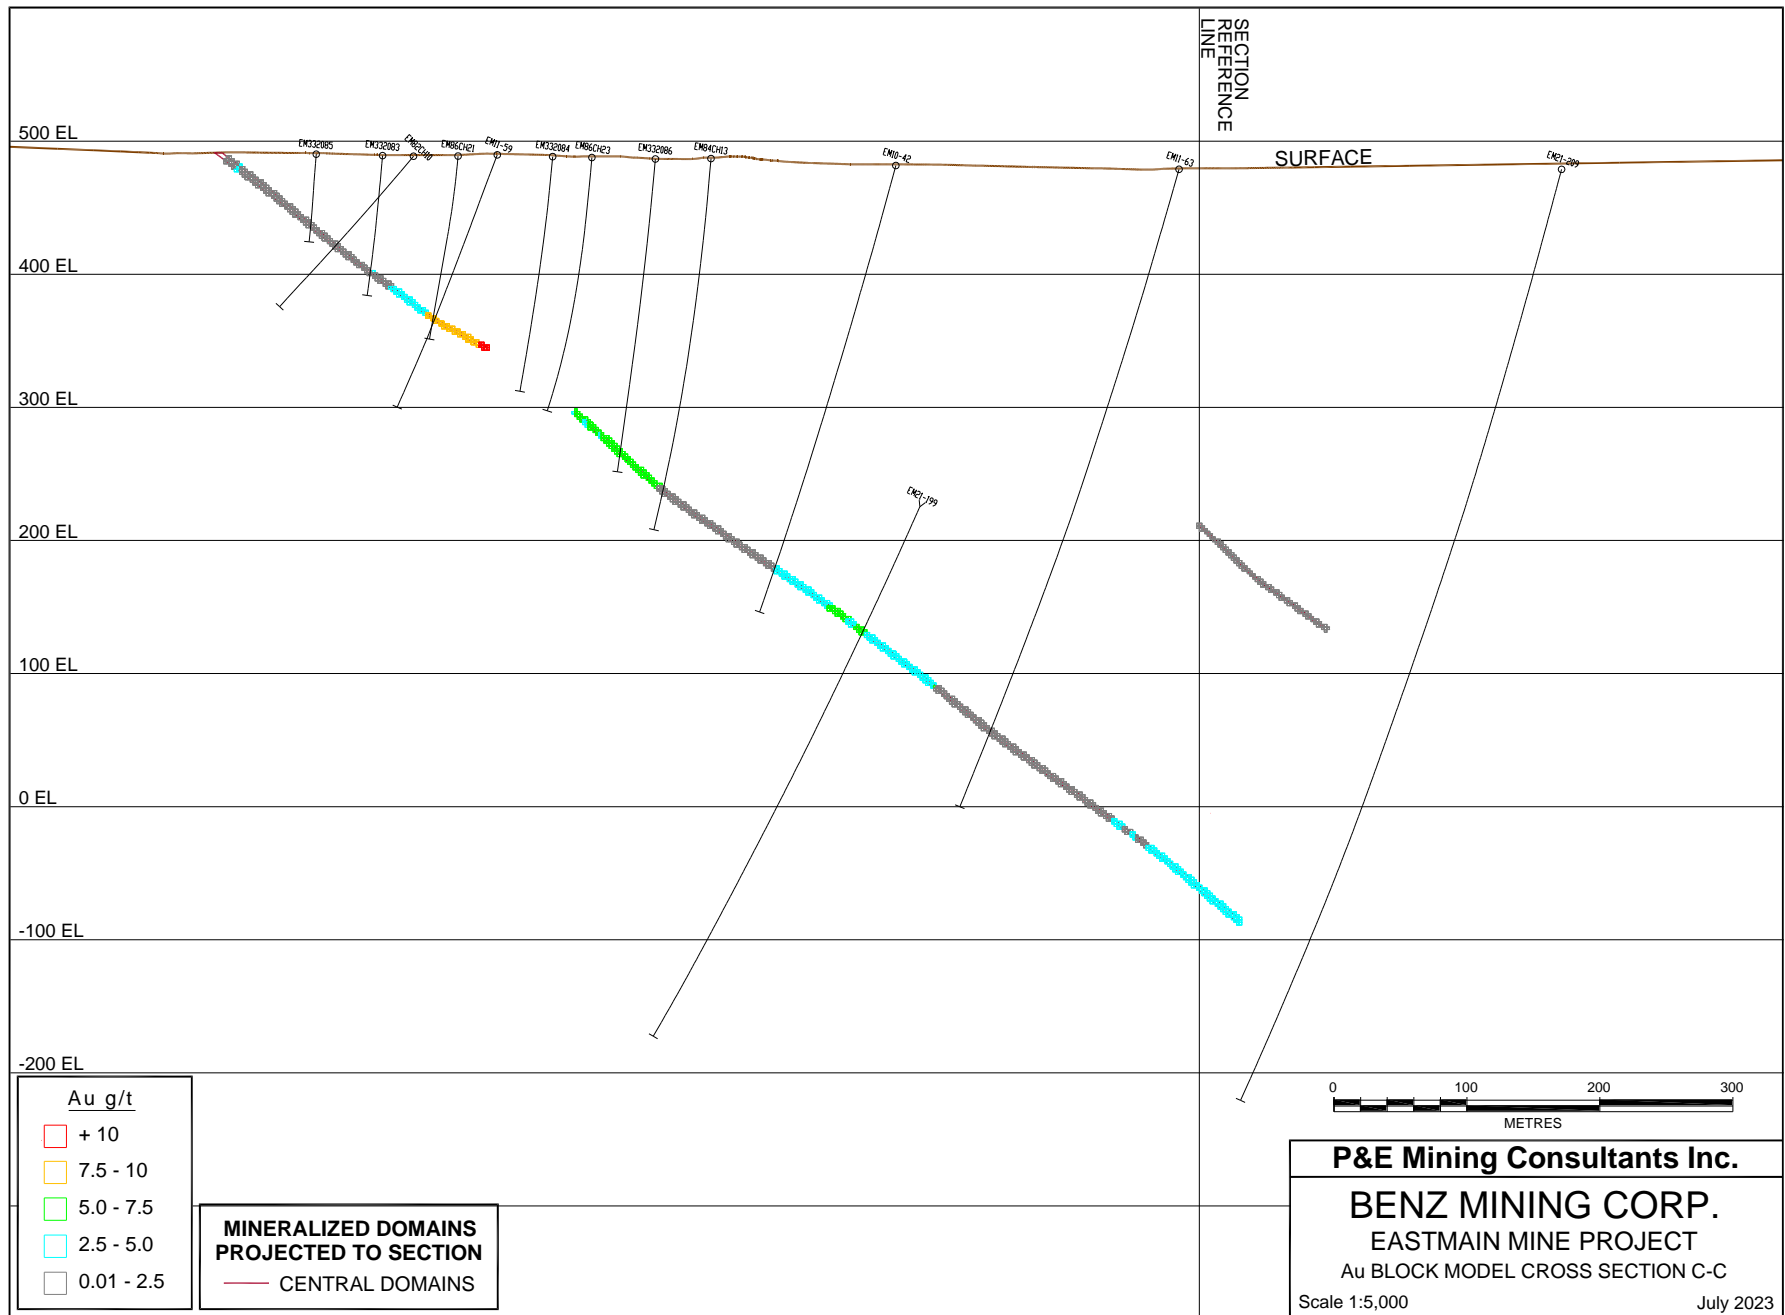 SECTION
REFERENCE
LINE
500 EL
EM332085
EM332083
EM82CH10
EM86CH21
EM11-59
EM332084
EM86CH23
EM332086
EM84CH13
EM10-42
EM11-63
SURFACE
EM21-209
400 EL
300 EL
EM21-199
200 EL
100 EL
0 EL
-100 EL
-200 EL
Au g/t
+ 10
7.5 - 10
5.0 - 7.5
2.5 - 5.0
0.01 - 2.5
MINERALIZED DOMAINS
PROJECTED TO SECTION
CENTRAL DOMAINS
0 100 200 300
METRES
P&E Mining Consultants Inc.
BENZ MINING CORP.
EASTMAIN MINE PROJECT
Au BLOCK MODEL CROSS SECTION C-C
Scale 1:5,000 July 2023